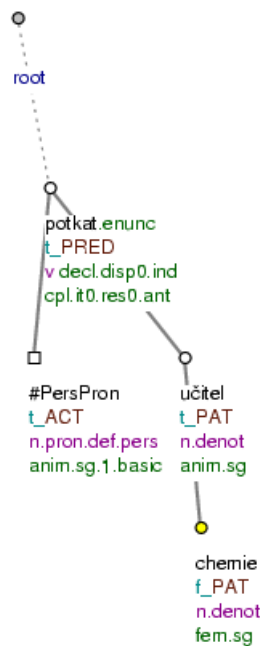 root
potkat.enunc
t_PRED
v decl.disp0.ind
cpl.it0.res0.ant
#PersPron
t_ACT
n.pron.def.pers
anim.sg.1.basic
učitel
t_PAT
n.denot
anim.sg
chemie
f_PAT
n.denot
fem.sg